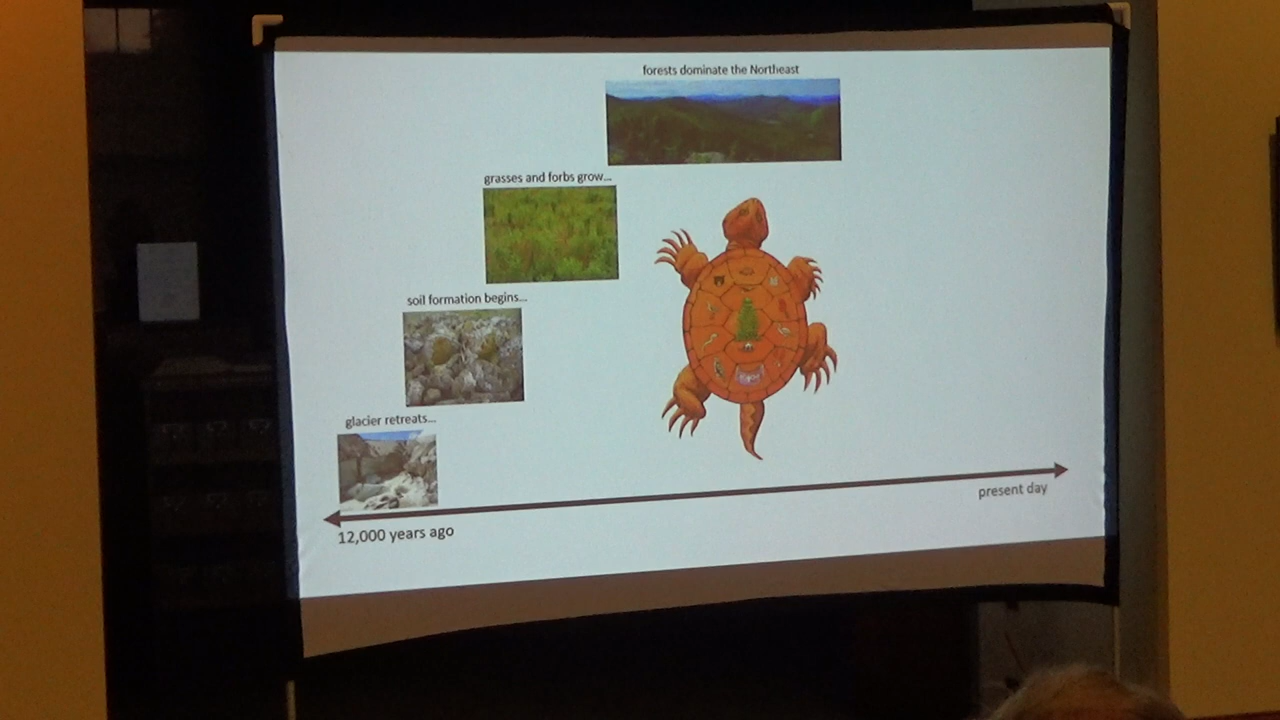 forests dominate the Northeast
grasses and forbs grow...
soil formation begins...
glacier retreats...
12,000 years ago
present day